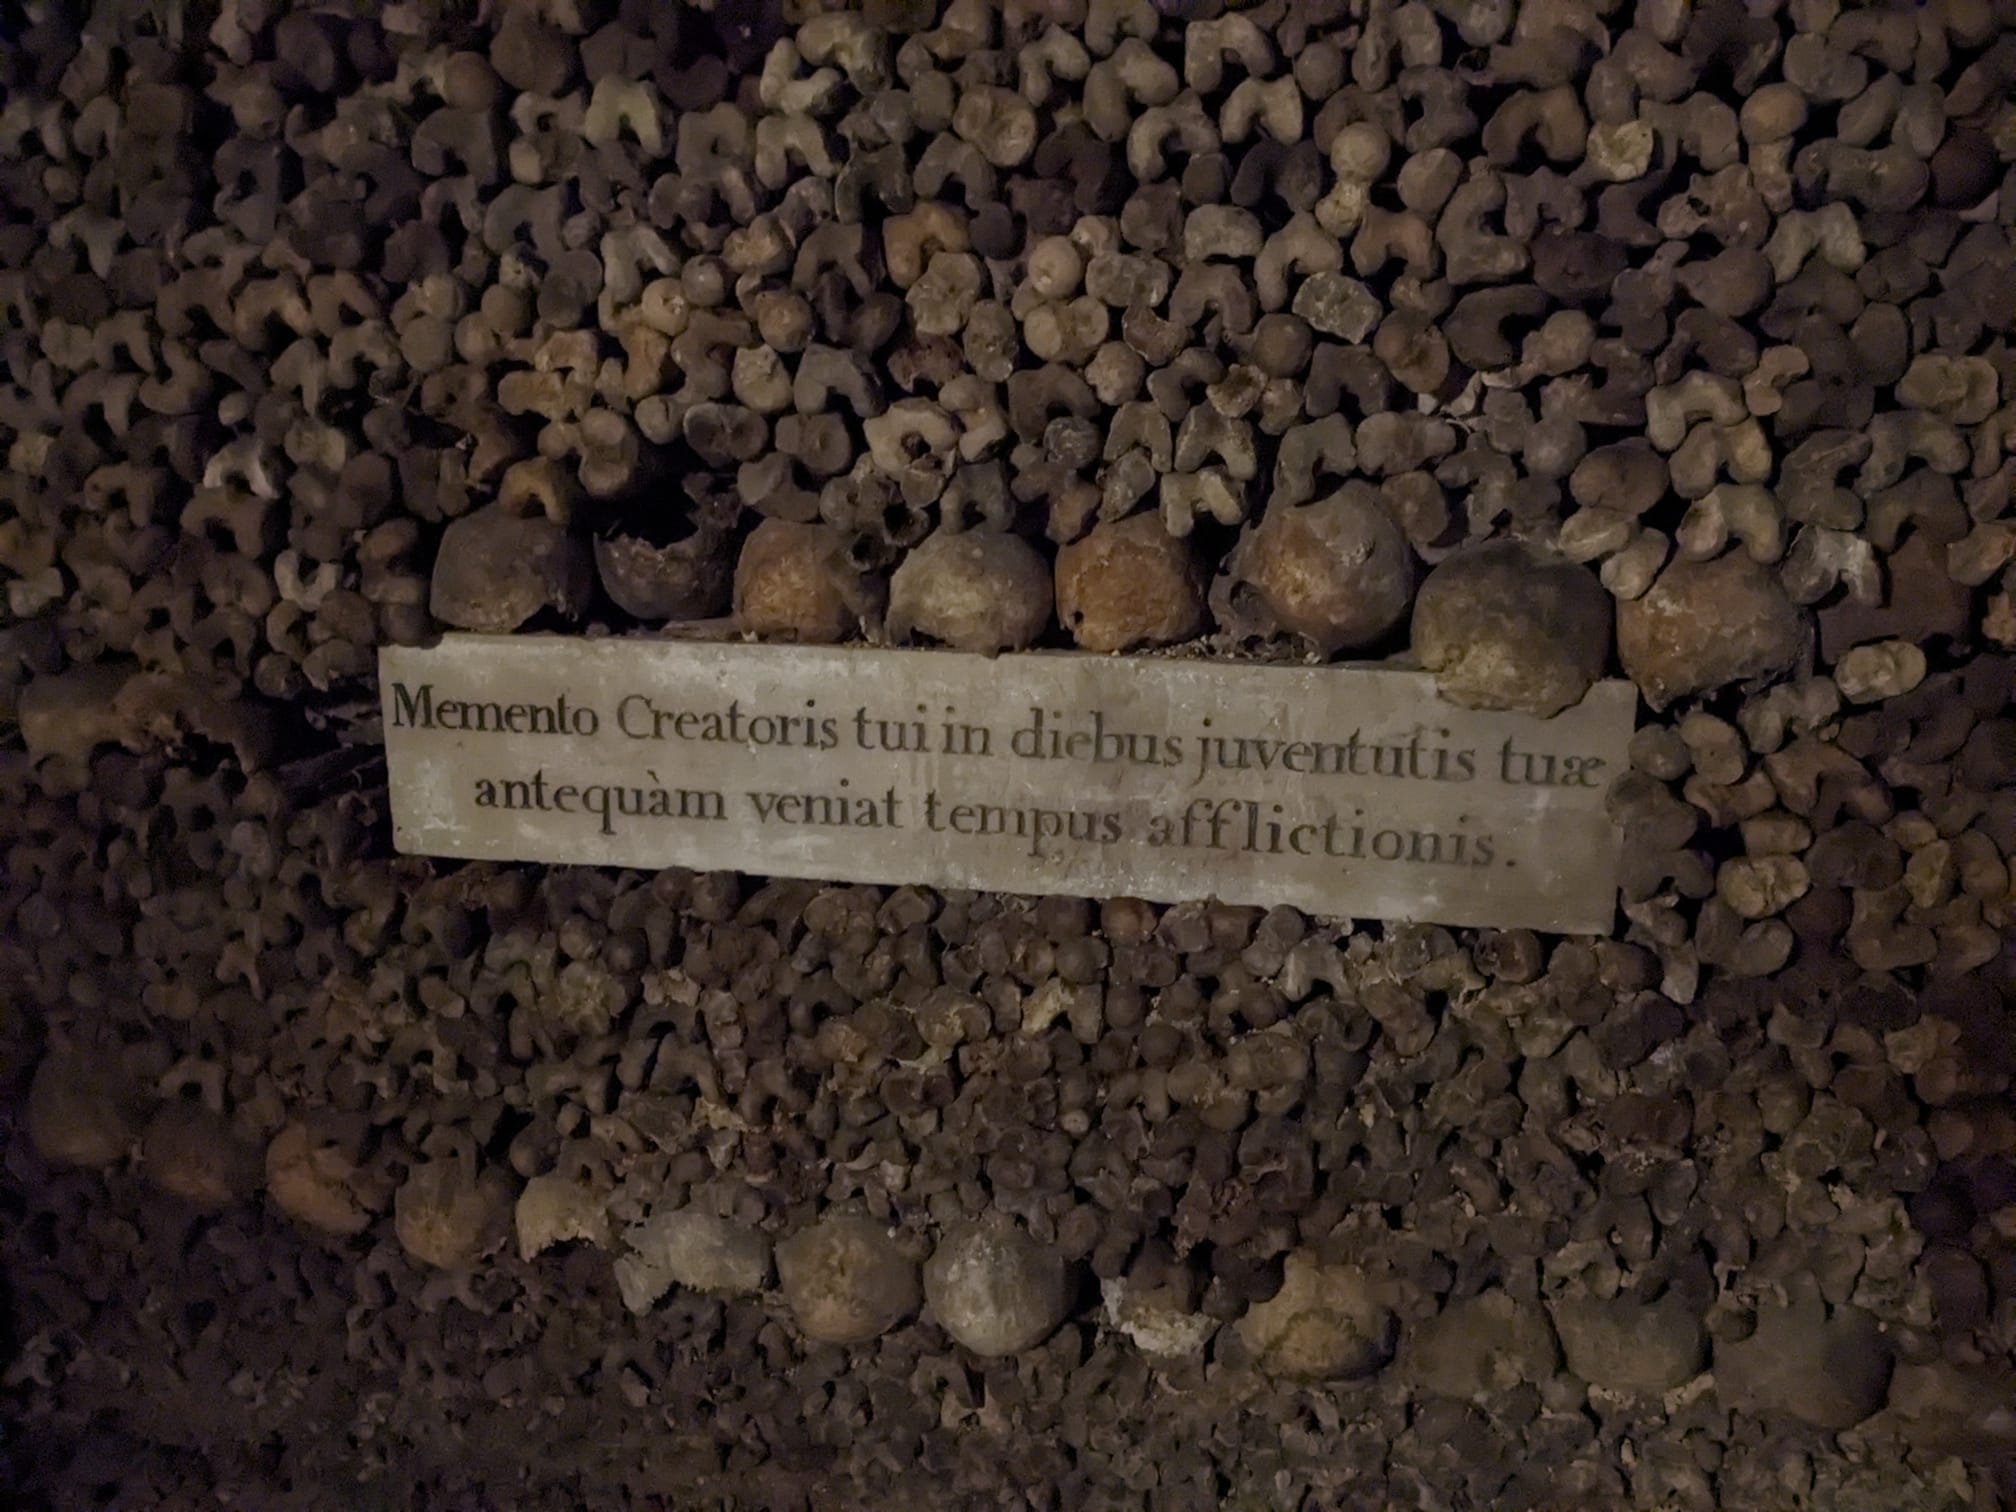 Memento Creatoris tui in diebus juventutis tuæ
antequàm veniat tempus afflictionis.